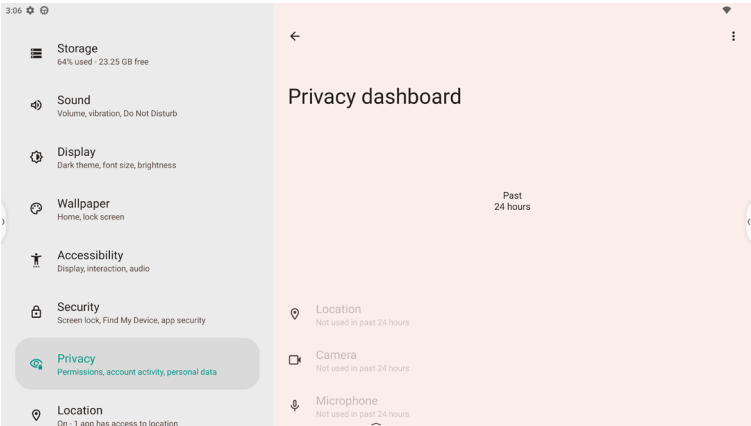 3:06
Storage
64% used - 23.25 GB free
Sound
Volume, vibration, Do Not Disturb
Display
Dark theme, font size, brightness
Wallpaper
Home, lock screen
Accessibility
Display, interaction, audio
Security
Screen lock, Find My Device, app security
Privacy
Permissions, account activity, personal data
Location
On - 1 app has access to location
Privacy dashboard
Past
24 hours
Location
Not used in past 24 hours
Camera
Not used in past 24 hours
Microphone
Not used in past 24 hours